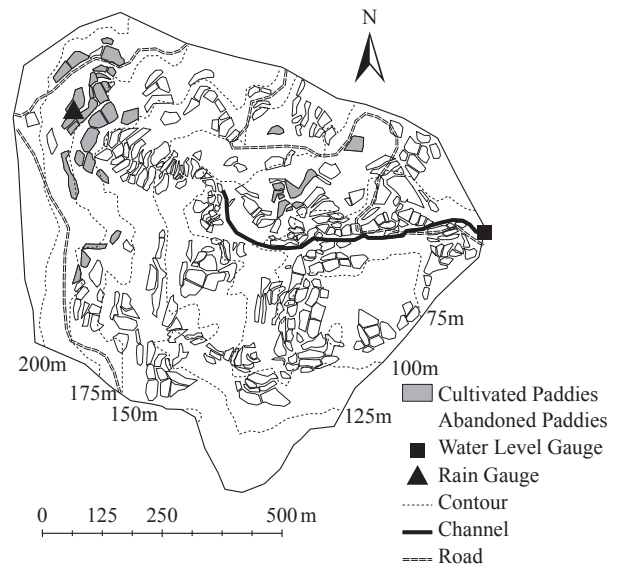 N
75m
200m
100m
175m
150m
125m
Cultivated Paddies
Abandoned Paddies
Water Level Gauge
Rain Gauge
Contour
Channel
Road
0 125 250 500 m